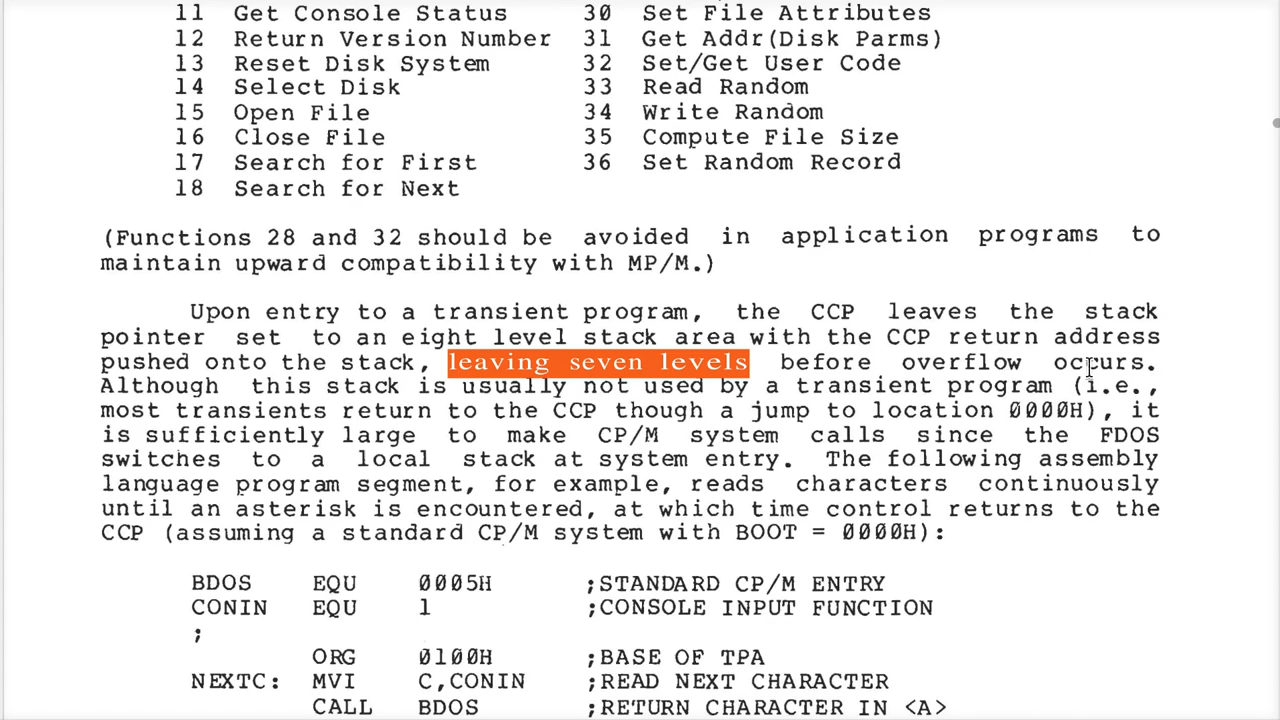 11 Get Console Status 30 Set File Attributes
12 Return Version Number 31 Get Addr(Disk Parms)
13 Reset Disk System 32 Set/Get User Code
14 Select Disk 33 Read Random
15 Open File 34 Write Random
16 Close File 35 Compute File Size
17 Search for First 36 Set Random Record
18 Search for Next
(Functions 28 and 32 should be avoided in application programs to
maintain upward compatibility with MP/M.)
Upon entry to a transient program, the CCP leaves the stack
pointer set to an eight level stack area with the CCP return address
pushed onto the stack, leaving seven levels before overflow occurs.
Although this stack is usually not used by a transient program (i.e.,
most transients return to the CCP though a jump to location 0000H), it
is sufficiently large to make CP/M system calls since the FDOS
switches to a local stack at system entry. The following assembly
language program segment, for example, reads characters continuously
until an asterisk is encountered, at which time control returns to the
CCP (assuming a standard CP/M system with BOOT = 0000H):
BDOS EQU 0005H ;STANDARD CP/M ENTRY
CONIN EQU 1 ;CONSOLE INPUT FUNCTION
;
ORG 0100H ;BASE OF TPA
NEXTC: MVI C,CONIN ;READ NEXT CHARACTER
CALL BDOS ;RETURN CHARACTER IN <A>